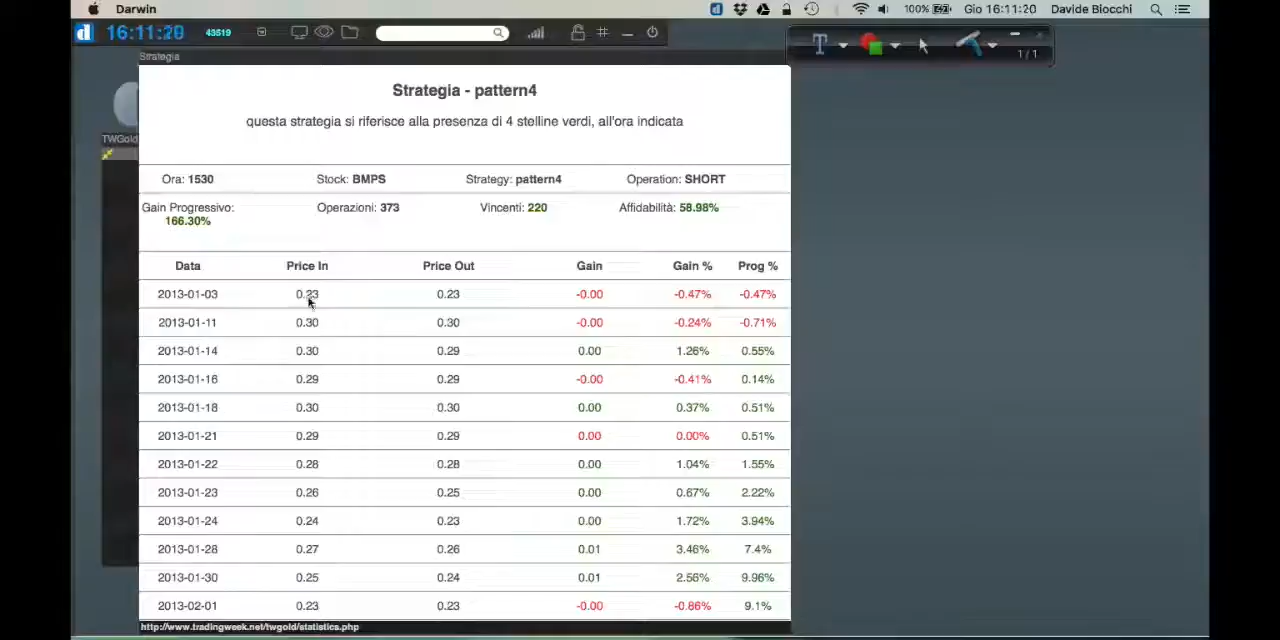 Darwin 100% Gio 16:11:20 Davide Biocchi
d 16:11:20 43519
T 1 / 1
Strategia
Strategia - pattern4
questa strategia si riferisce alla presenza di 4 stelline verdi, all'ora indicata
TWGold
Ora: 1530 Stock: BMPS Strategy: pattern4 Operation: SHORT
Gain Progressivo: Operazioni: 373 Vincenti: 220 Affidabilità: 58.98%
166.30%
Data Price In Price Out Gain Gain % Prog %
2013-01-03 0.23 0.23 -0.00 -0.47% -0.47%
2013-01-11 0.30 0.30 -0.00 -0.24% -0.71%
2013-01-14 0.30 0.29 0.00 1.26% 0.55%
2013-01-16 0.29 0.29 -0.00 -0.41% 0.14%
2013-01-18 0.30 0.30 0.00 0.37% 0.51%
2013-01-21 0.29 0.29 0.00 0.00% 0.51%
2013-01-22 0.28 0.28 0.00 1.04% 1.55%
2013-01-23 0.26 0.25 0.00 0.67% 2.22%
2013-01-24 0.24 0.23 0.00 1.72% 3.94%
2013-01-28 0.27 0.26 0.01 3.46% 7.4%
2013-01-30 0.25 0.24 0.01 2.56% 9.96%
2013-02-01 0.23 0.23 -0.00 -0.86% 9.1%
http://www.tradingweek.net/twgold/statistics.php